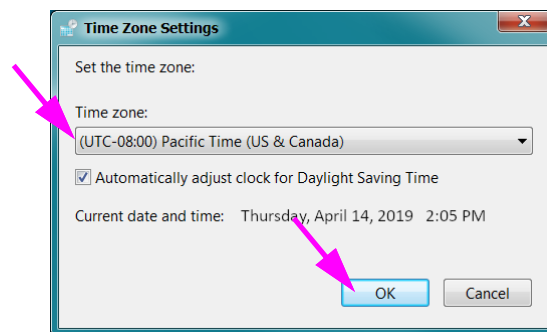 Time Zone Settings
Set the time zone:
Time zone:
(UTC-08:00) Pacific Time (US & Canada)
Automatically adjust clock for Daylight Saving Time
Current date and time: Thursday, April 14, 2019 2:05 PM
OK Cancel